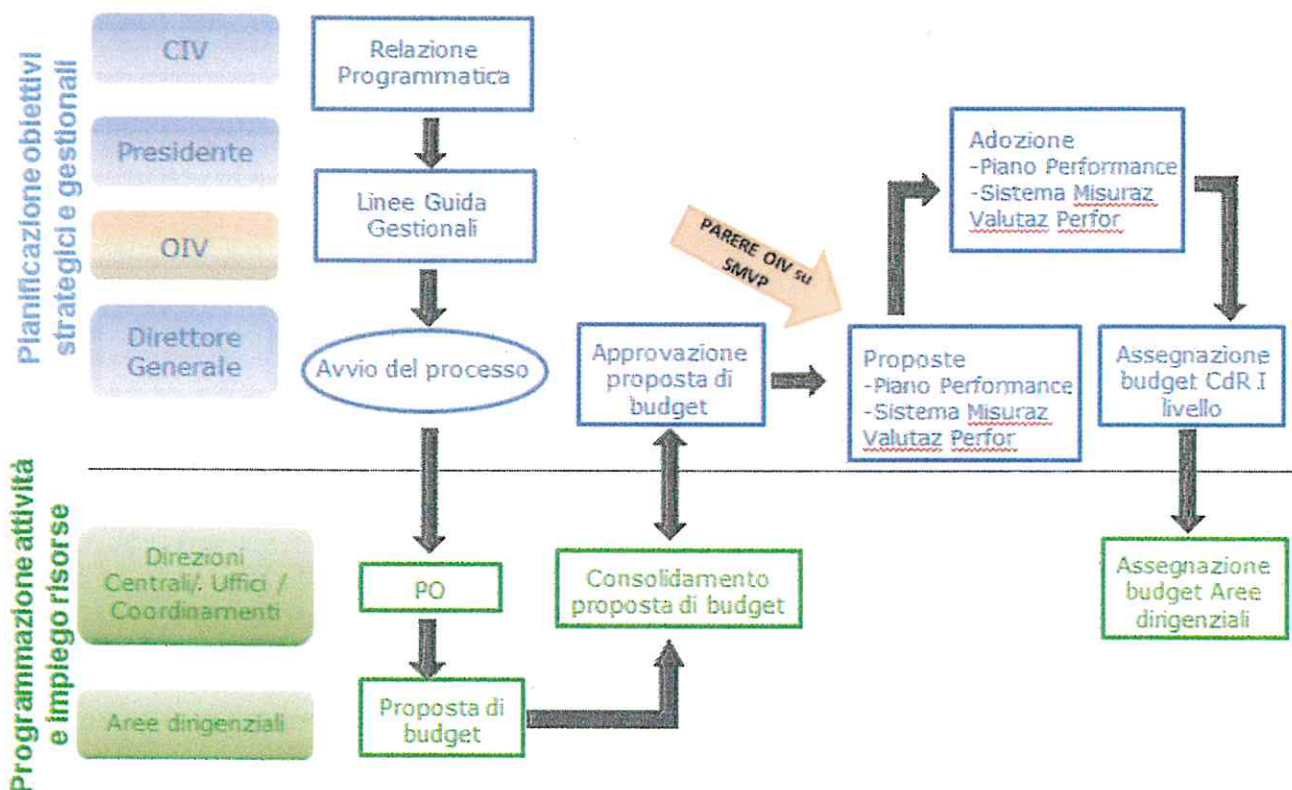 Pianificazione obiettivi
strategici e gestionali
CIV
Presidente
OIV
Direttore
Generale
Relazione
Programmatica
Linee Guida
Gestionali
Avvio del processo
Approvazione
proposta di
budget
PARERE OIV su
SMVP
Proposte
-Piano Performance
-Sistema Misuraz
Valutaz Perfor
Adozione
-Piano Performance
-Sistema Misuraz
Valutaz Perfor
Assegnazione
budget CdR I
livello
Programmazione attività
e impiego risorse
Direzioni
Centrali/. Uffici /
Coordinamenti
Aree dirigenziali
PO
Proposta di
budget
Consolidamento
proposta di budget
Assegnazione
budget Aree
dirigenziali